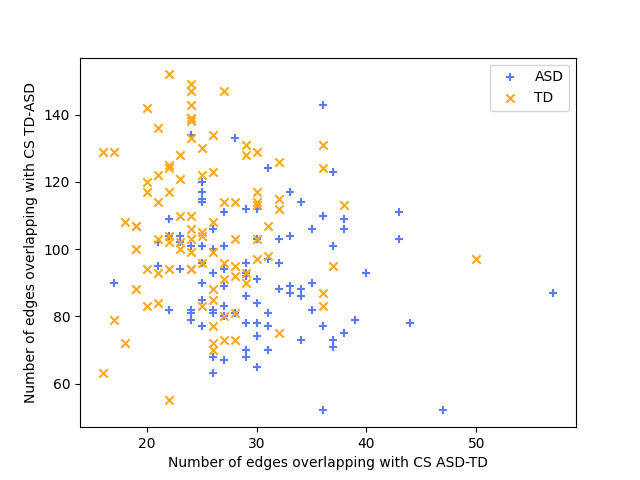 ASD
TD
Number of edges overlapping with CS TD-ASD
140
120
100
80
60
20
30
40
50
Number of edges overlapping with CS ASD-TD